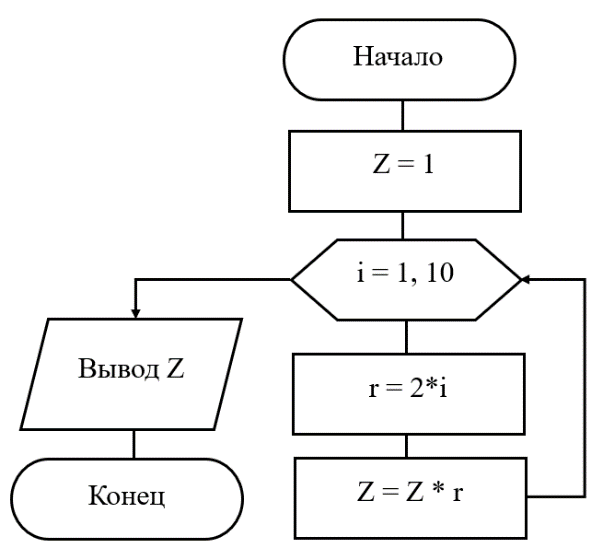 Начало
Z = 1
i = 1, 10
r = 2*i
Z = Z * r
Вывод Z
Конец